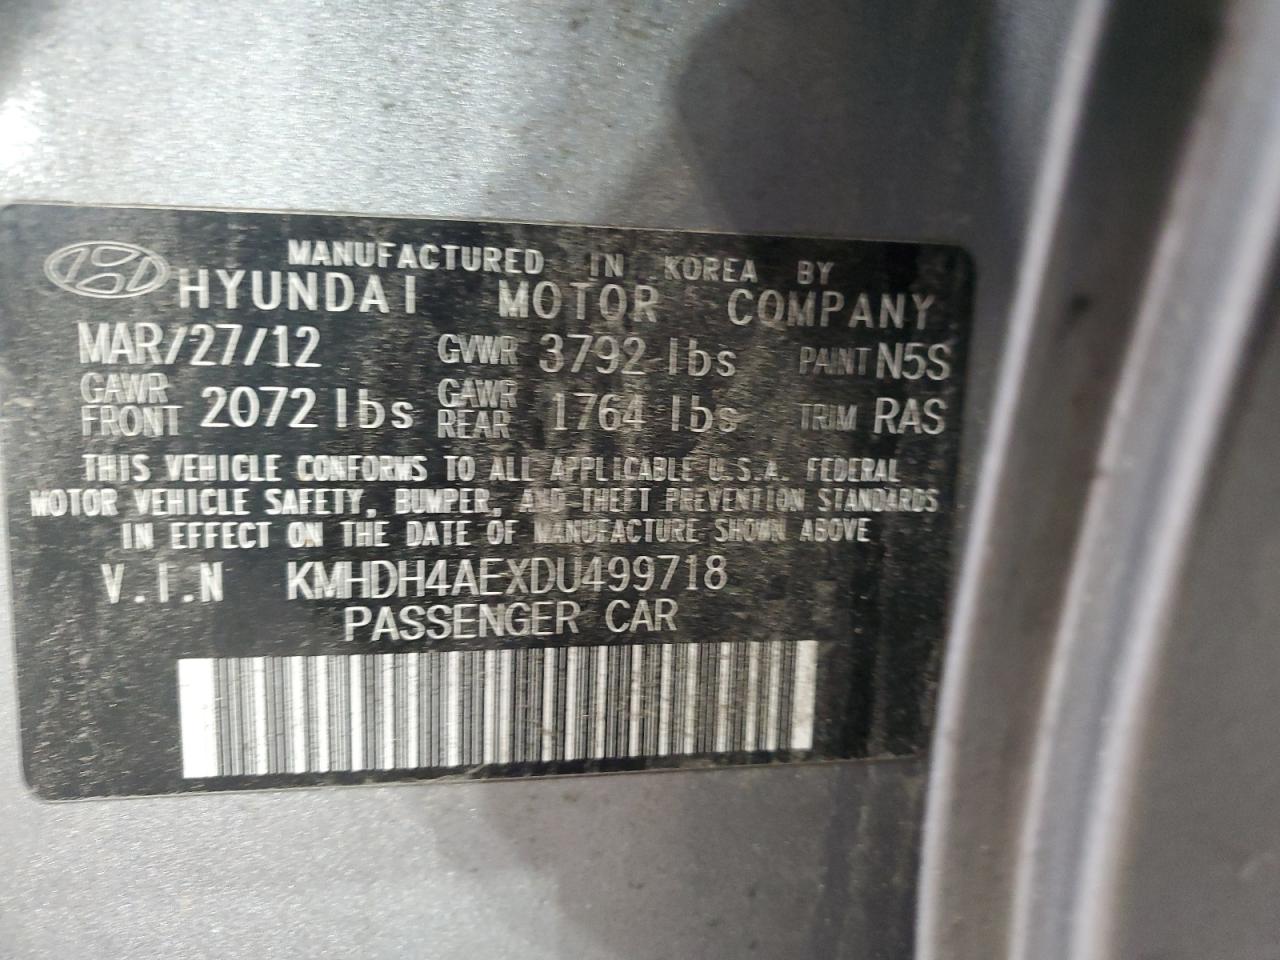 MANUFACTURED IN KOREA BY
HYUNDAI MOTOR COMPANY
MAR/27/12 GVWR 3792 lbs PAINT N5S
GAWR FRONT 2072 lbs GAWR REAR 1764 lbs TRIM RAS
THIS VEHICLE CONFORMS TO ALL APPLICABLE U.S.A. FEDERAL
MOTOR VEHICLE SAFETY, BUMPER, AND THEFT PREVENTION STANDARDS
IN EFFECT ON THE DATE OF MANUFACTURE SHOWN ABOVE
V.I.N KMHDH4AEXDU499718
PASSENGER CAR